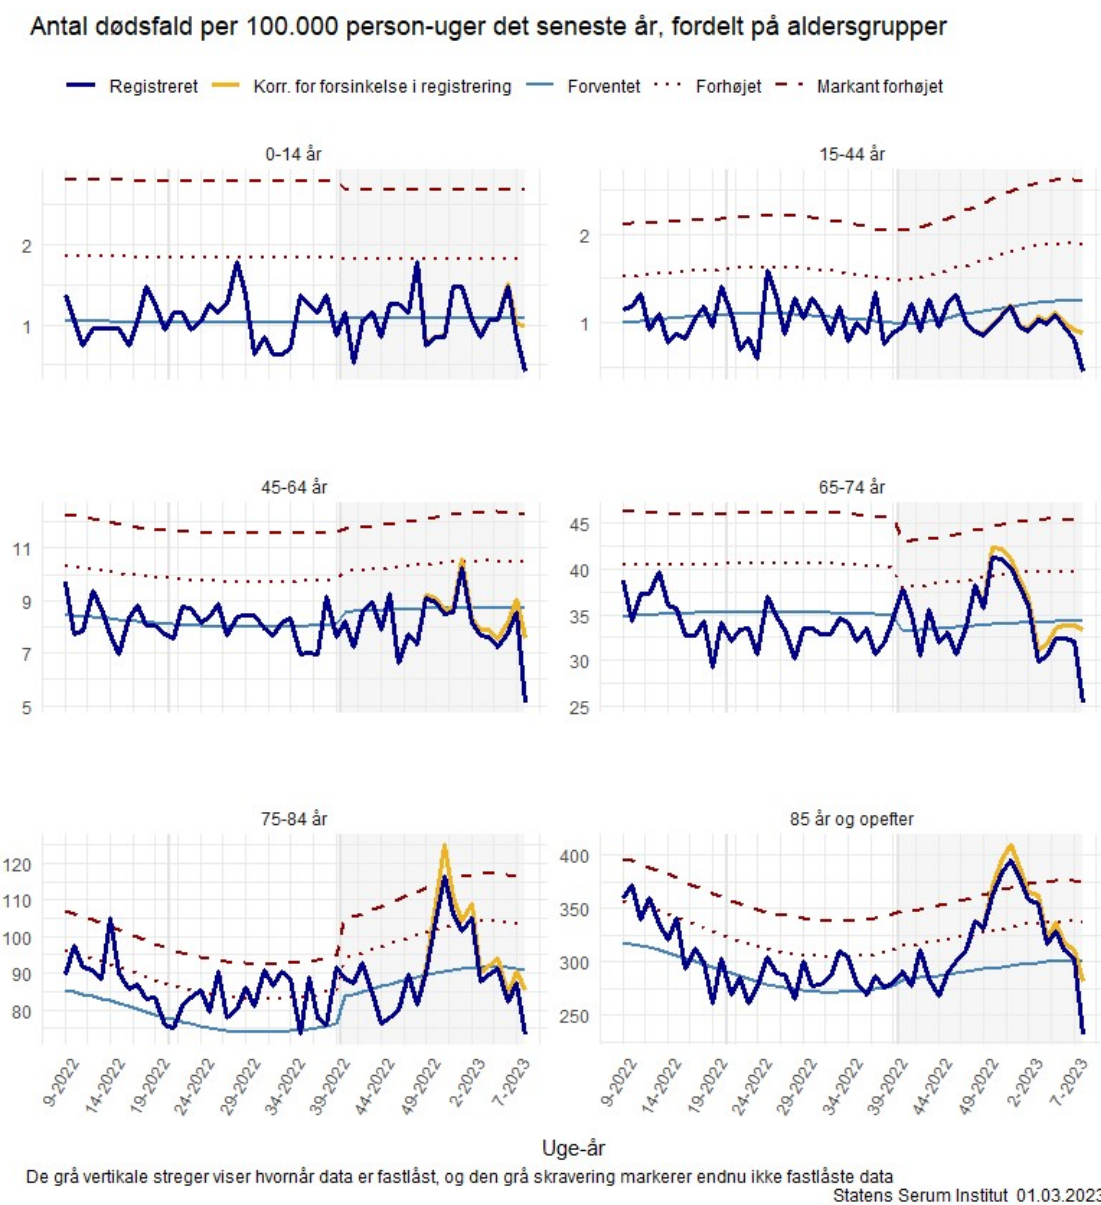 Antal dødsfald per 100.000 person-uger det seneste år, fordelt på aldersgrupper
Registreret Korr. for forsinkelse i registrering Forventet Forhøjet Markant forhøjet
0-14 år
2
1
15-44 år
2
1
45-64 år
11
9
7
5
65-74 år
45
40
35
30
25
75-84 år
120
110
100
90
80
9-2022 14-2022 19-2022 24-2022 29-2022 34-2022 39-2022 44-2022 49-2022 2-2023 7-2023
85 år og opefter
400
350
300
250
9-2022 14-2022 19-2022 24-2022 29-2022 34-2022 39-2022 44-2022 49-2022 2-2023 7-2023
Uge-år
De grå vertikale streger viser hvornår data er fastlåst, og den grå skravering markerer endnu ikke fastlåste data
Statens Serum Institut 01.03.2023